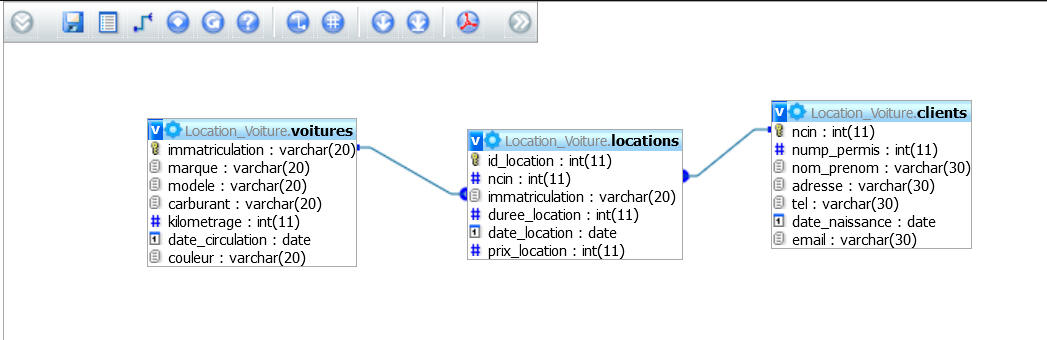 Location_Voiture.voitures
immatriculation : varchar(20)
marque : varchar(20)
modele : varchar(20)
carburant : varchar(20)
kilometrage : int(11)
date_circulation : date
couleur : varchar(20)
Location_Voiture.locations
id_location : int(11)
ncin : int(11)
immatriculation : varchar(20)
duree_location : int(11)
date_location : date
prix_location : int(11)
Location_Voiture.clients
ncin : int(11)
nump_permis : int(11)
nom_prenom : varchar(30)
adresse : varchar(30)
tel : varchar(30)
date_naissance : date
email : varchar(30)